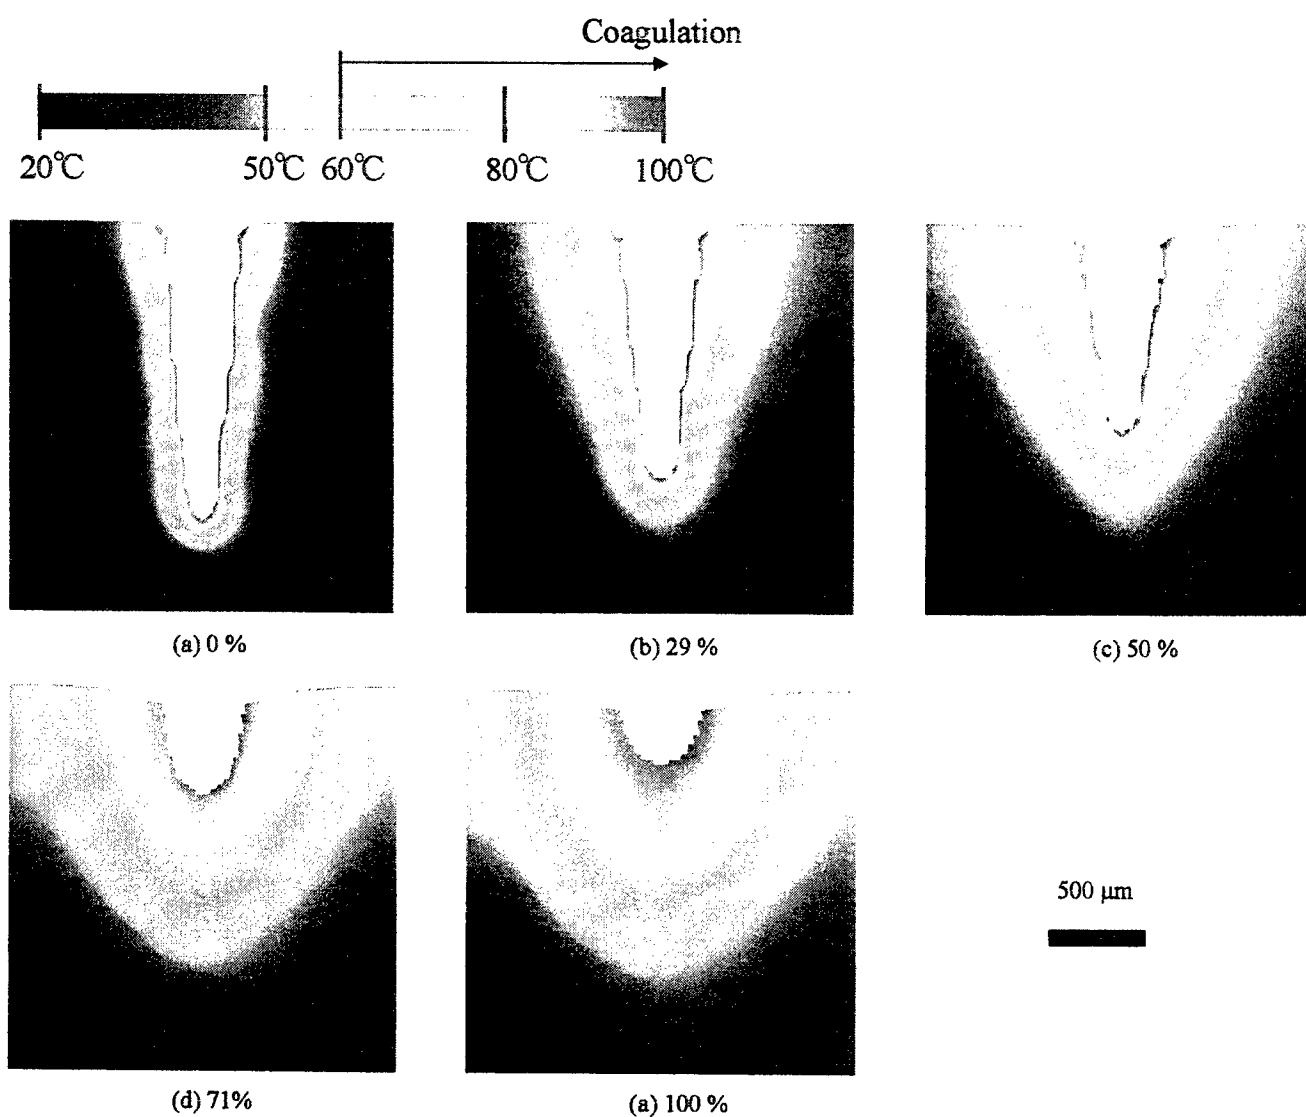 Coagulation
20℃ 50℃ 60℃ 80℃ 100℃
(a) 0 %
(b) 29 %
(c) 50 %
(d) 71%
(a) 100 %
500 μm